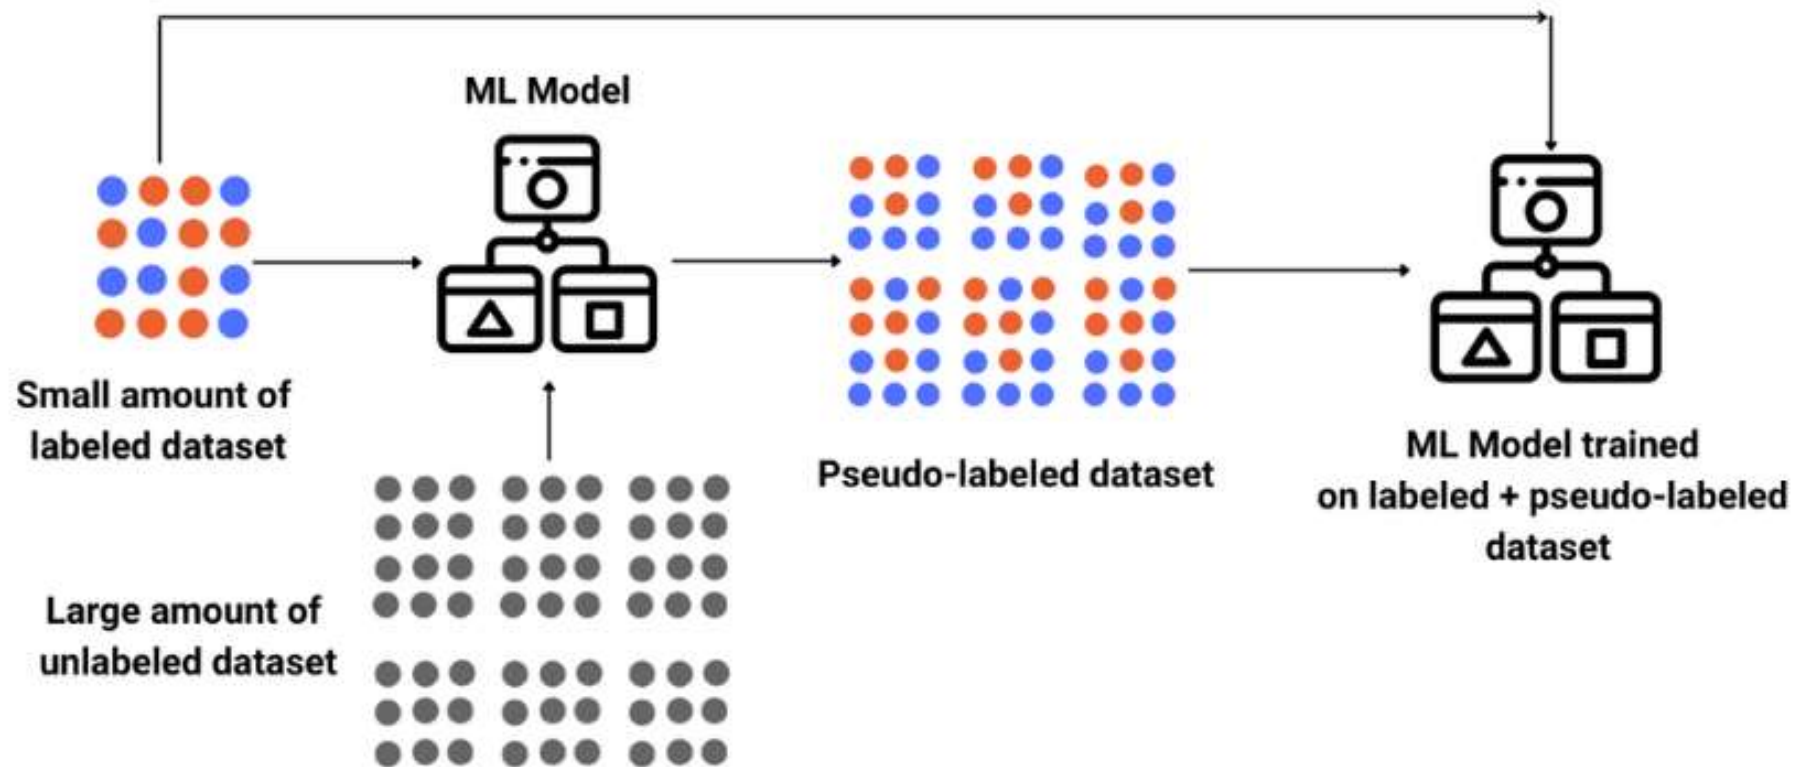 ML Model
Small amount of
labeled dataset
Large amount of
unlabeled dataset
Pseudo-labeled dataset
ML Model trained
on labeled + pseudo-labeled
dataset